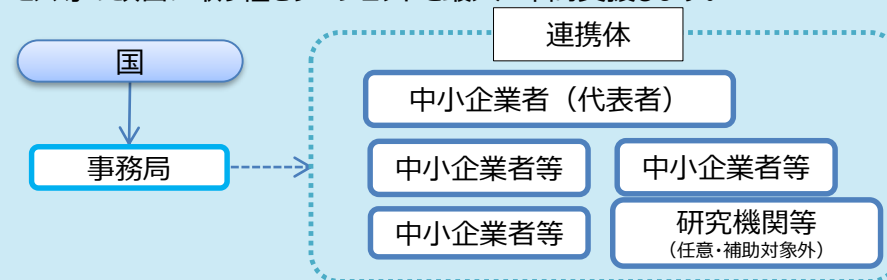 連携体
国
中小企業者（代表者）
事務局
中小企業者等
中小企業者等
中小企業者等
研究機関等
（任意・補助対象外）